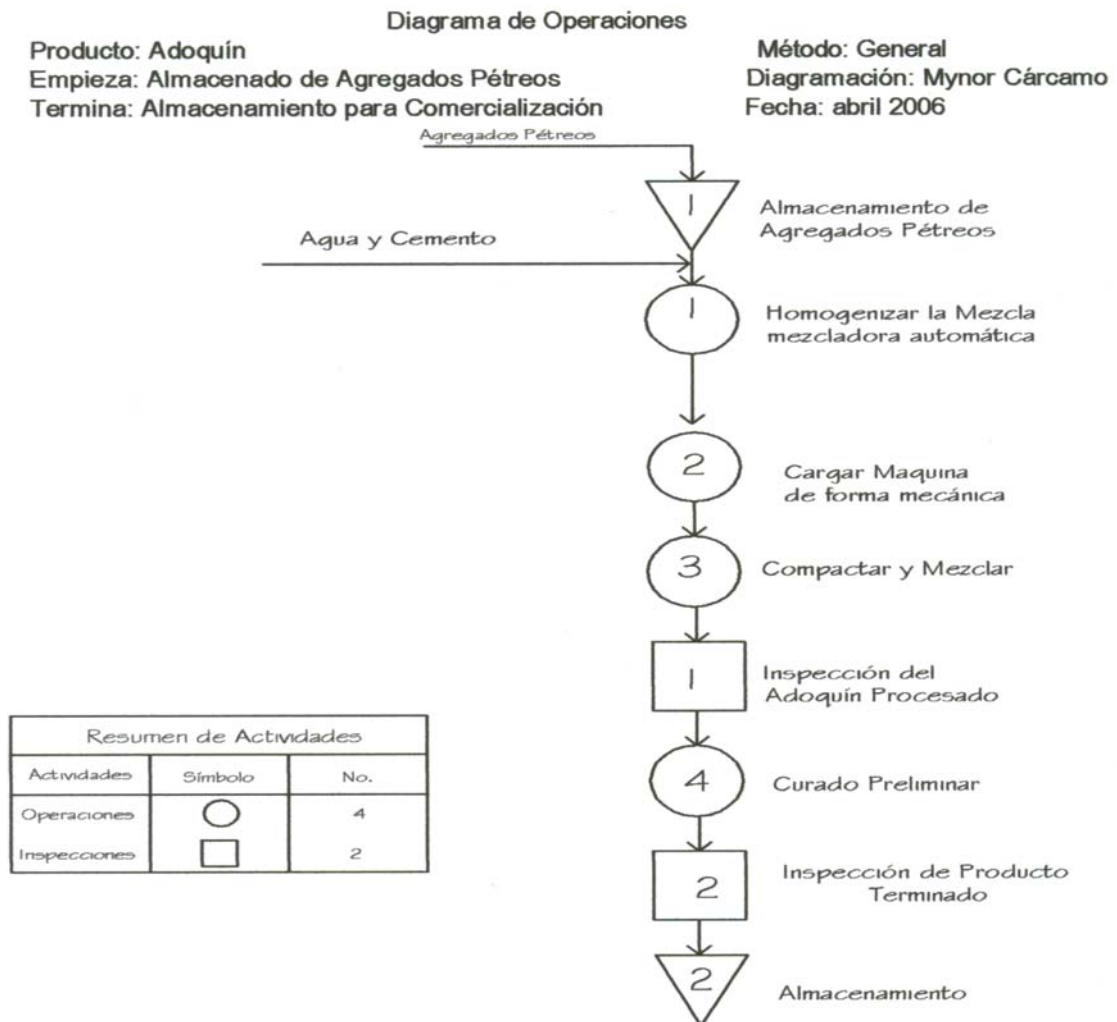 Diagrama de Operaciones
Producto: Adoquín
Método: General
Empieza: Almacenado de Agregados Pétreos
Diagramación: Mynor Cárcamo
Termina: Almacenamiento para Comercialización
Fecha: abril 2006
Agregados Pétreos
1
Almacenamiento de
Agregados Pétreos
Agua y Cemento
1
Homogenizar la Mezcla
mezcladora automática
2
Cargar Maquina
de forma mecánica
3
Compactar y Mezclar
1
Inspección del
Adoquín Procesado
4
Curado Preliminar
2
Inspección de Producto
Terminado
2
Almacenamiento
Resumen de Actividades
Actividades Símbolo No.
Operaciones 4
Inspecciones 2